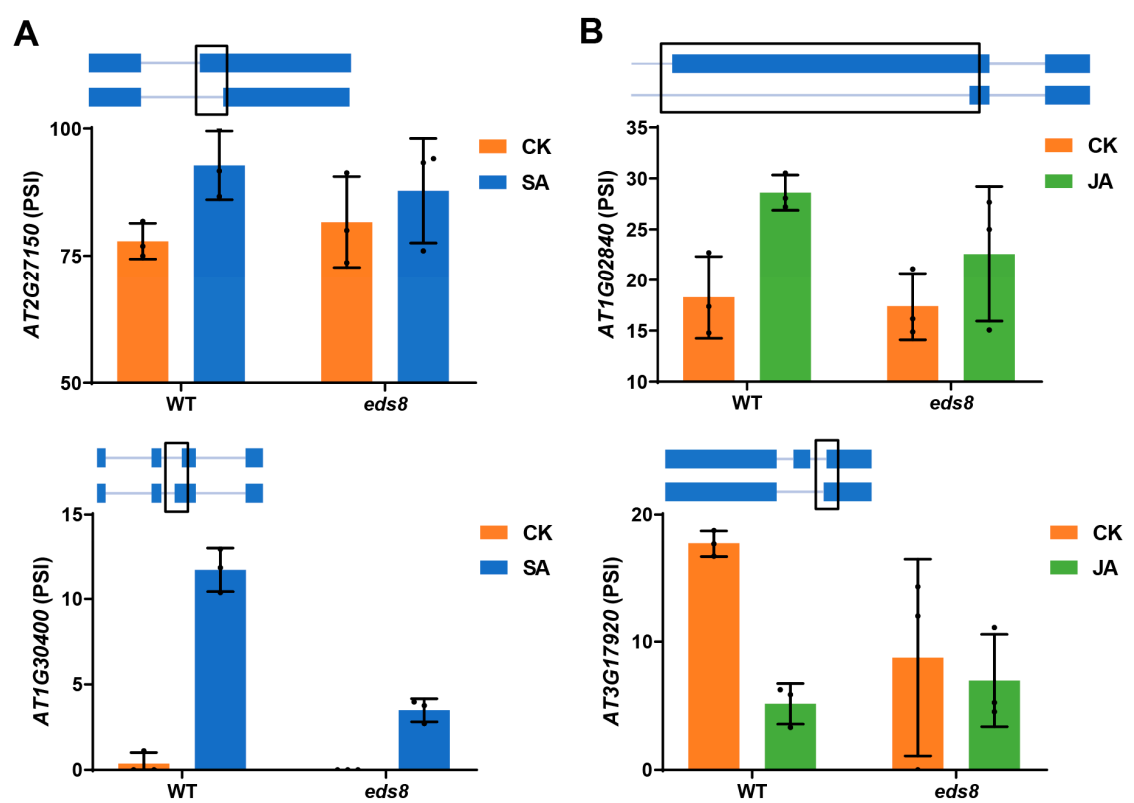 A
AT2G27150 (PSI)
100
75
50
WT
eds8
CK
SA
AT1G30400 (PSI)
15
10
5
0
WT
eds8
CK
SA
B
AT1G02840 (PSI)
35
30
25
20
15
10
WT
eds8
CK
JA
AT3G17920 (PSI)
20
10
0
WT
eds8
CK
JA